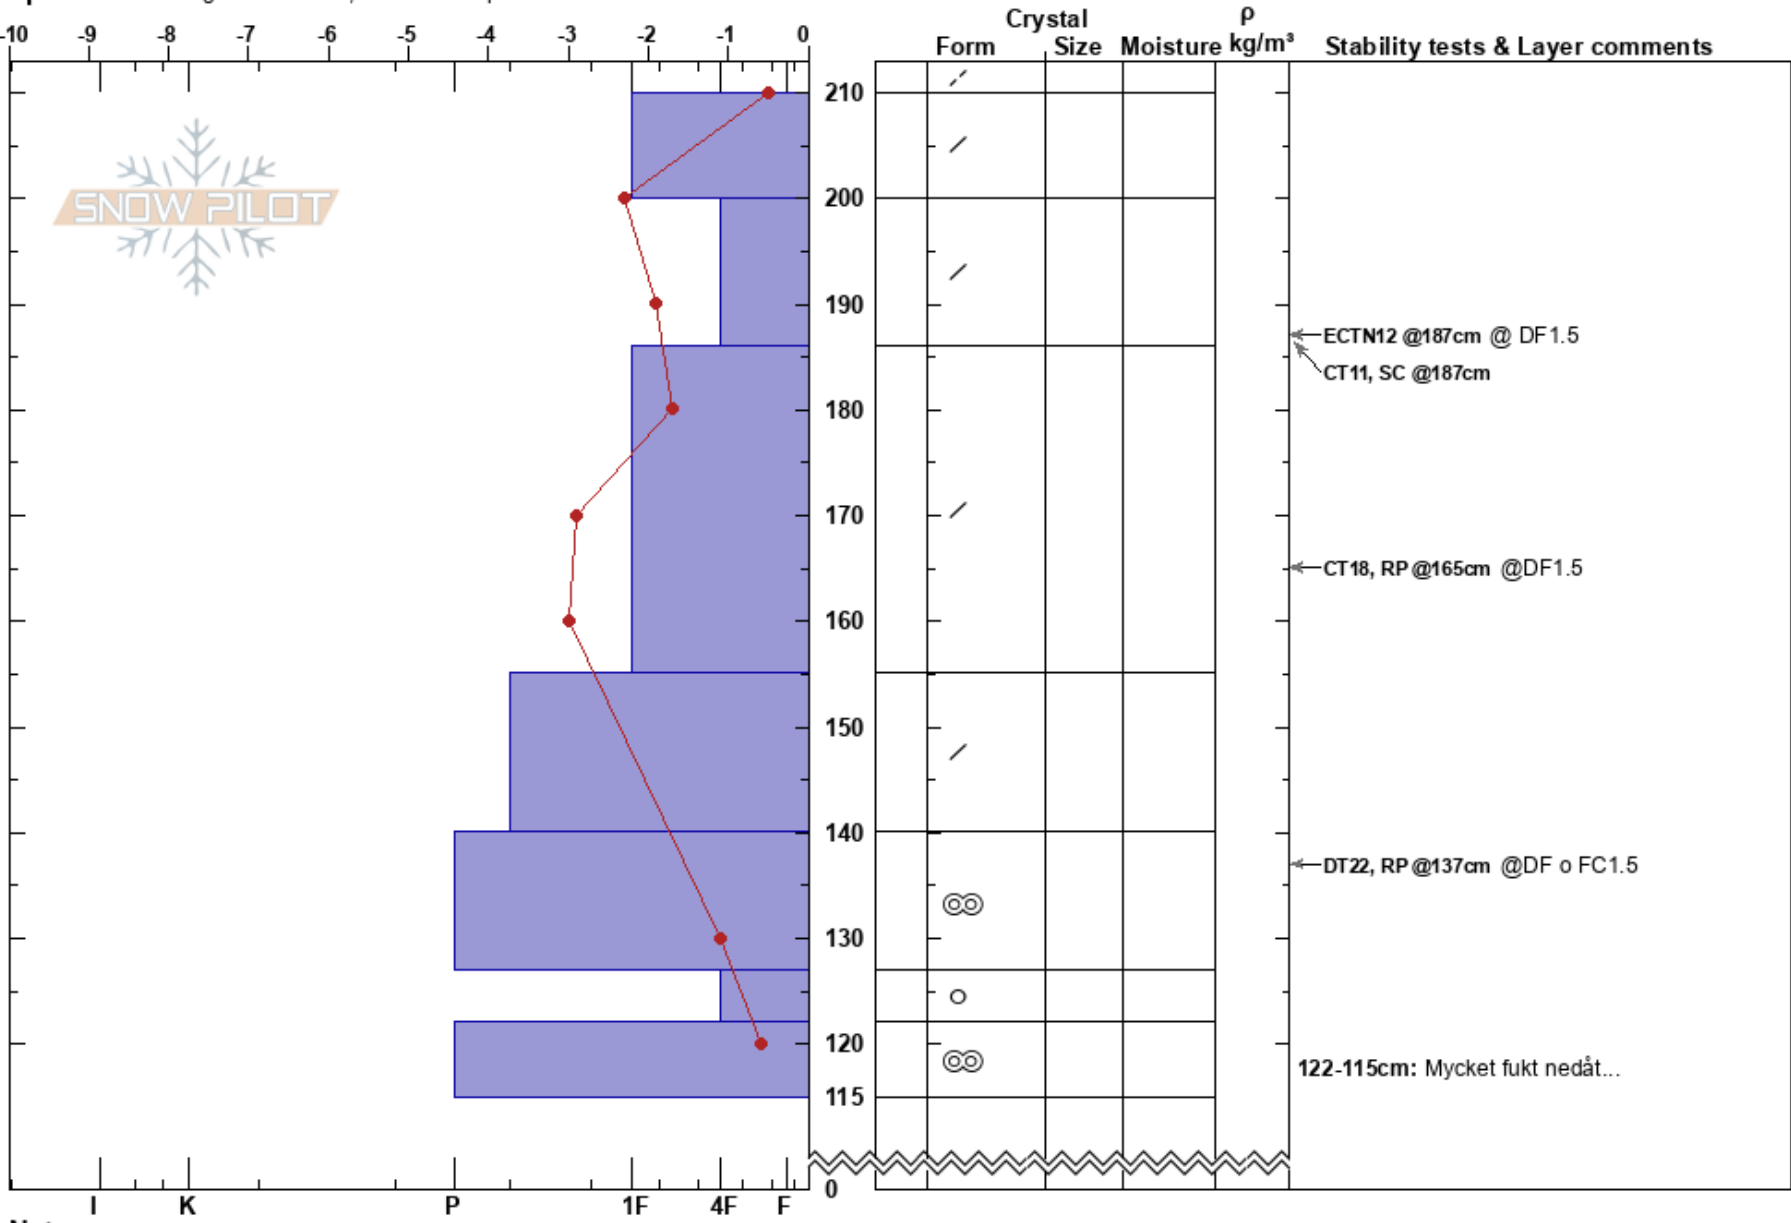 Crystal ρ
-10 -9 -8 -7 -6 -5 -4 -3 -2 -1 0
Form Size Moisture kg/m³ Stability tests & Layer comments
210
SNOW PILOT
200
190
ECTN12 @187cm @ DF1.5
CT11, SC @187cm
180
170
CT18, RP @165cm @DF1.5
160
150
140
DT22, RP @137cm @DF o FC1.5
130
120
122-115cm: Mycket fukt nedåt...
115
0
I K P 1F 4F F